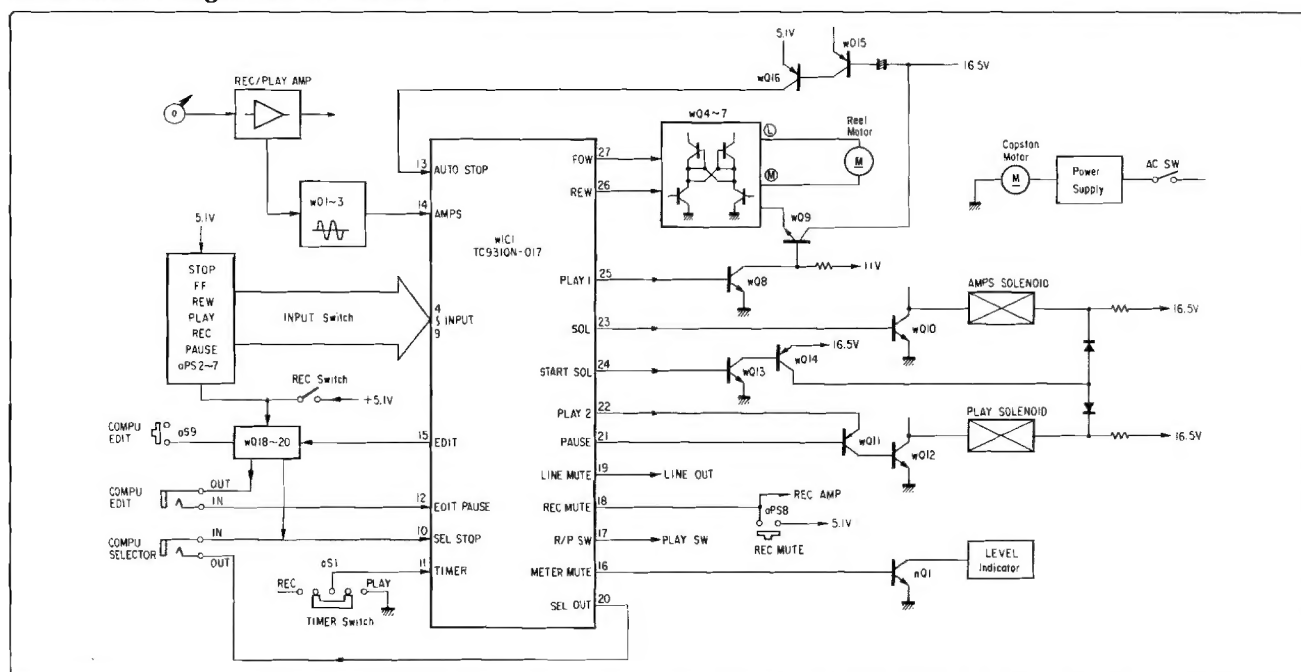 5.1V
wQ15
16.5V
wQ16
REC/PLAY AMP
wQ4~7
Reel
Motor
L
M
M
Capstan
Motor
M
Power
Supply
AC SW
13
AUTO STOP
FOW
27
REW
26
wQ1~3
14
AMPS
wIC1
TC9310N-017
wQ9
5.1V
STOP
FF
REW
PLAY
REC
PAUSE
aPS2~7
INPUT Switch
4
5 INPUT
9
PLAY 1
25
wQ8
11V
AMPS SOLENOID
16.5V
SOL
23
wQ10
16.5V
START SOL
24
wQ13
wQ14
REC Switch
+5.1V
PLAY 2
22
PLAY SOLENOID
COMPU
EDIT
aS9
wQ18~20
15
EDIT
PAUSE
21
wQ11
wQ12
16.5V
LINE MUTE
19
LINE OUT
COMPU
EDIT
OUT
IN
12
EDIT PAUSE
REC MUTE
18
REC AMP
aPS8
5.1V
REC MUTE
COMPU
SELECTOR
IN
OUT
10
SEL STOP
R/P SW
17
PLAY SW
aS1
11
TIMER
METER MUTE
16
nQ1
LEVEL
Indicator
REC
PLAY
TIMER Switch
SEL OUT
20